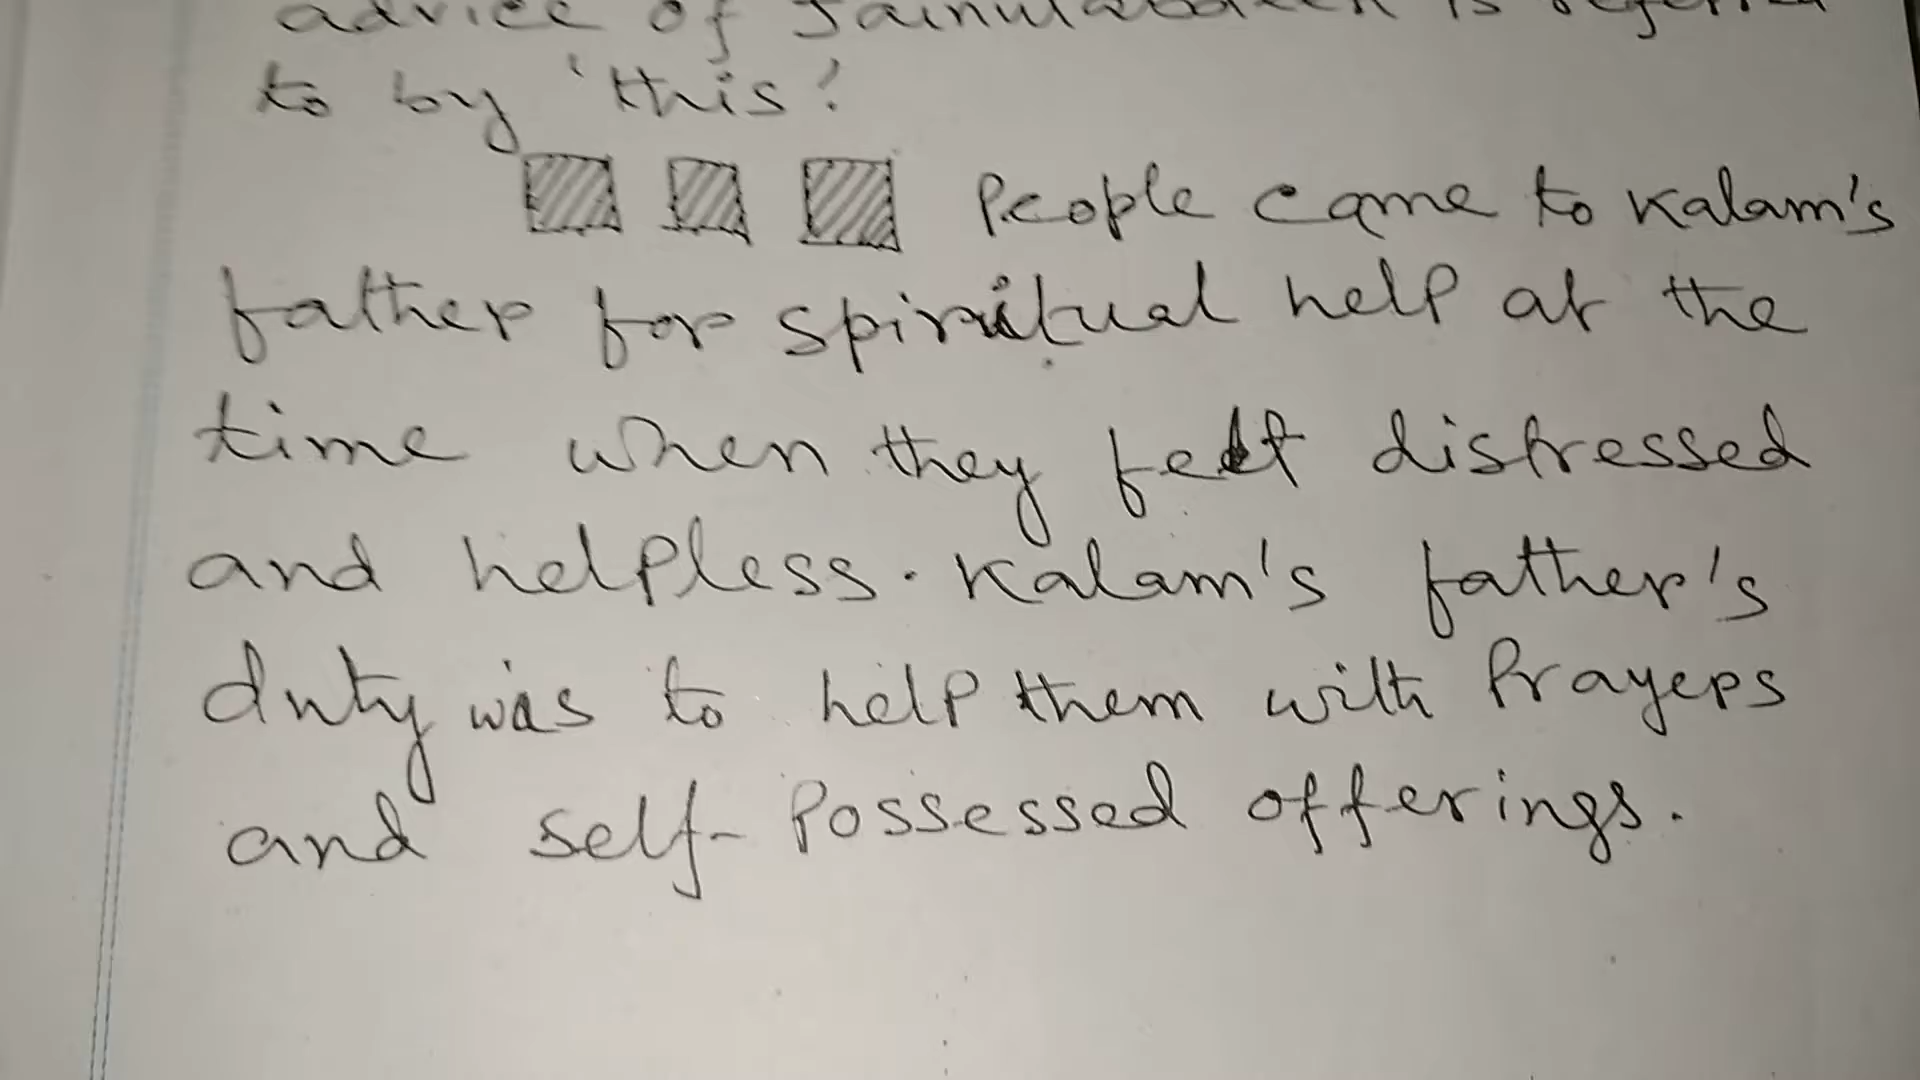 advice of Jainulabdeen is referred
to by 'this'.
People came to Kalam's
father for spiritual help at the
time when they felt distressed
and helpless. Kalam's father's
duty was to help them with Prayers
and self-Possessed offerings.